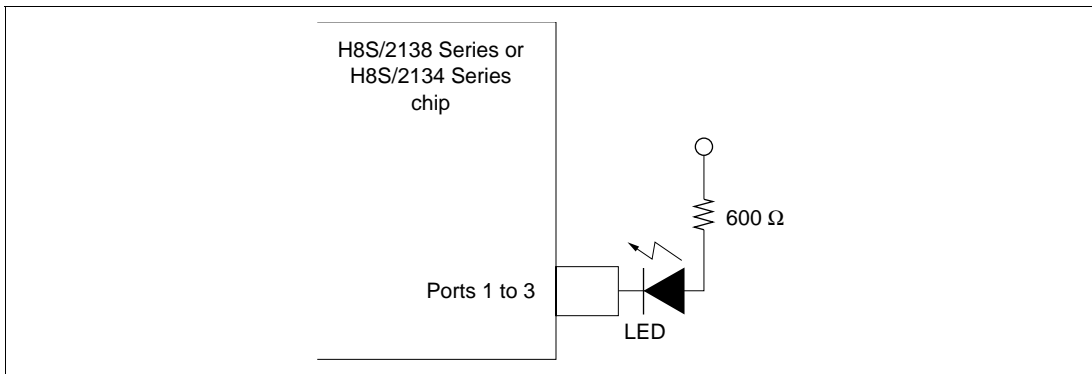 H8S/2138 Series or
H8S/2134 Series
chip
600 Ω
Ports 1 to 3
LED